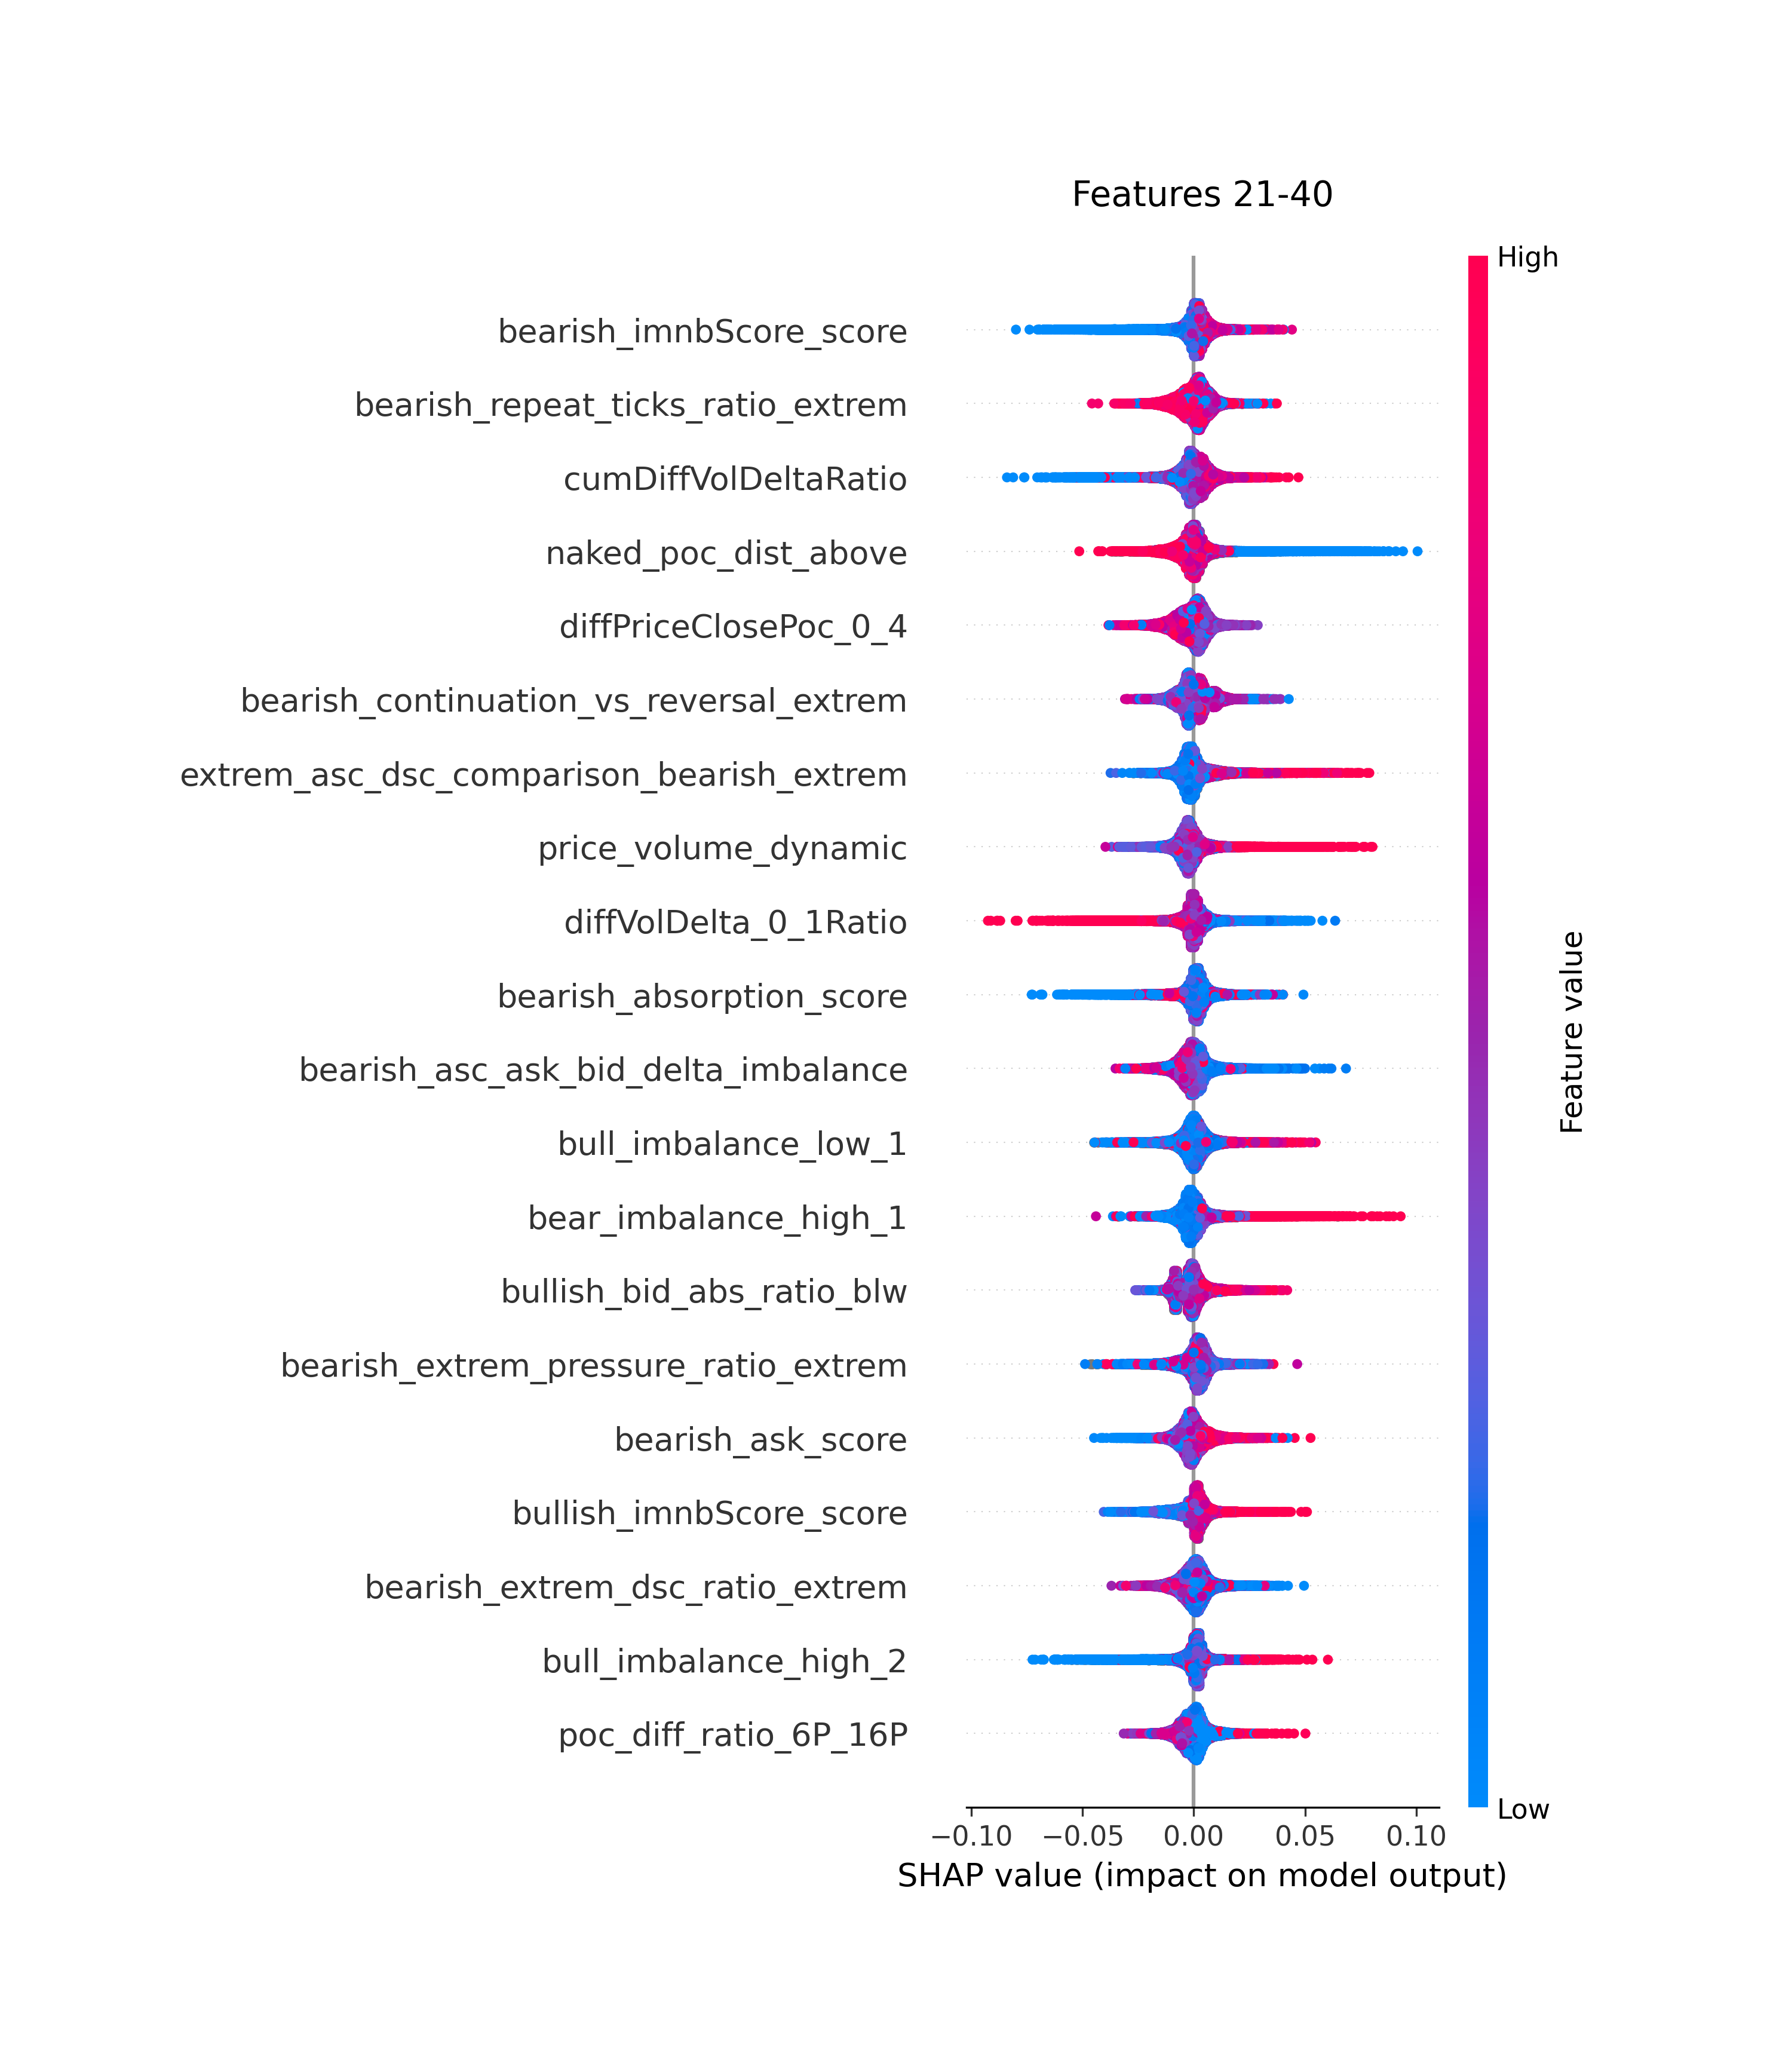 Features 21-40
High
bearish_imnbScore_score
bearish_repeat_ticks_ratio_extrem
cumDiffVolDeltaRatio
naked_poc_dist_above
diffPriceClosePoc_0_4
bearish_continuation_vs_reversal_extrem
extrem_asc_dsc_comparison_bearish_extrem
price_volume_dynamic
diffVolDelta_0_1Ratio
bearish_absorption_score
bearish_asc_ask_bid_delta_imbalance
bull_imbalance_low_1
bear_imbalance_high_1
bullish_bid_abs_ratio_blw
bearish_extrem_pressure_ratio_extrem
bearish_ask_score
bullish_imnbScore_score
bearish_extrem_dsc_ratio_extrem
bull_imbalance_high_2
poc_diff_ratio_6P_16P
Feature value
Low
−0.10 −0.05 0.00 0.05 0.10
SHAP value (impact on model output)